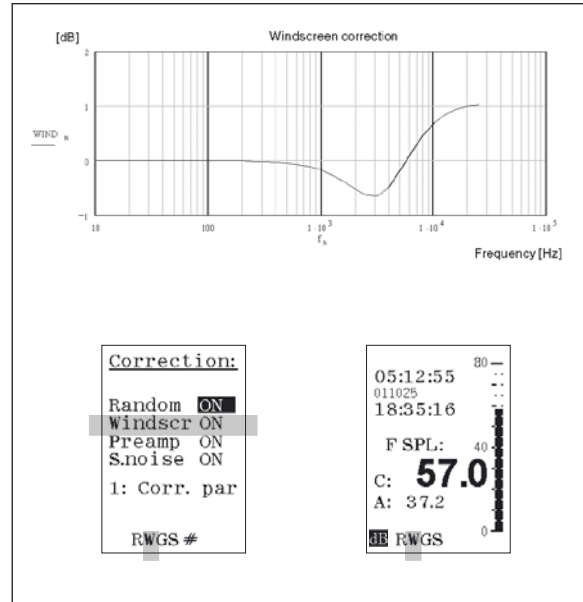 [dB] Windscreen correction
2
1
WIND n
0
-1
10 100 1·10³ 1·10⁴ 1·10⁵
fn
Frequency [Hz]
Correction:
Random ON
Windscr ON
Preamp ON
S.noise ON
1: Corr. par
RWGS #
80
05:12:55
011025
18:35:16
F SPL: 40
C: 57.0
A: 37.2
0
dB RWGS